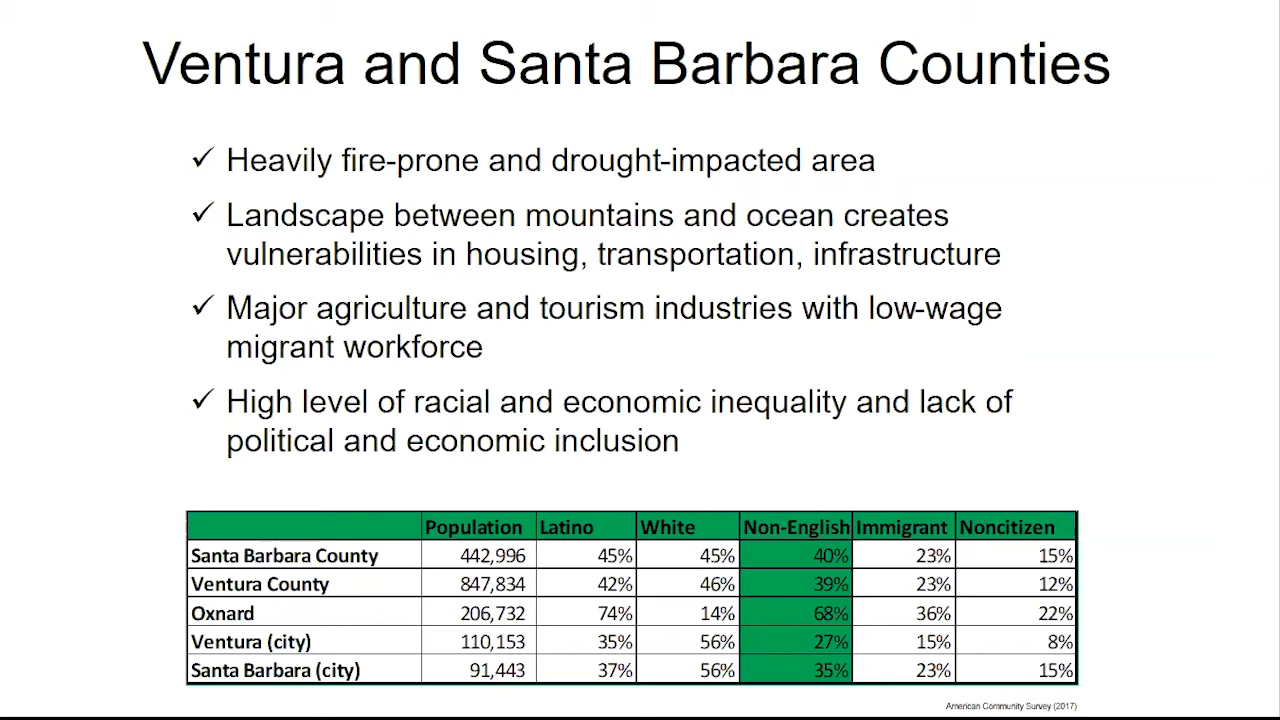 Ventura and Santa Barbara Counties
✓ Heavily fire-prone and drought-impacted area
✓ Landscape between mountains and ocean creates
vulnerabilities in housing, transportation, infrastructure
✓ Major agriculture and tourism industries with low-wage
migrant workforce
✓ High level of racial and economic inequality and lack of
political and economic inclusion
Population Latino White Non-English Immigrant Noncitizen
Santa Barbara County 442,996 45% 45% 40% 23% 15%
Ventura County 847,834 42% 46% 39% 23% 12%
Oxnard 206,732 74% 14% 68% 36% 22%
Ventura (city) 110,153 35% 56% 27% 15% 8%
Santa Barbara (city) 91,443 37% 56% 35% 23% 15%
American Community Survey (2017)